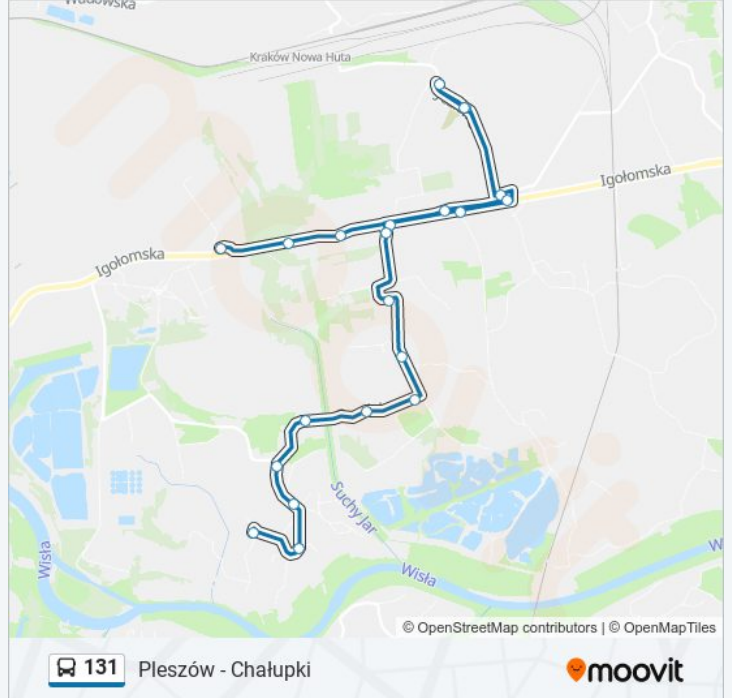 Wadowska
Kraków Nowa Huta
Igołomska
Igołomska
Suchy Jar
Wisła
Wisła
© OpenStreetMap contributors | © OpenMapTiles
131 Pleszów - Chałupki
moovit